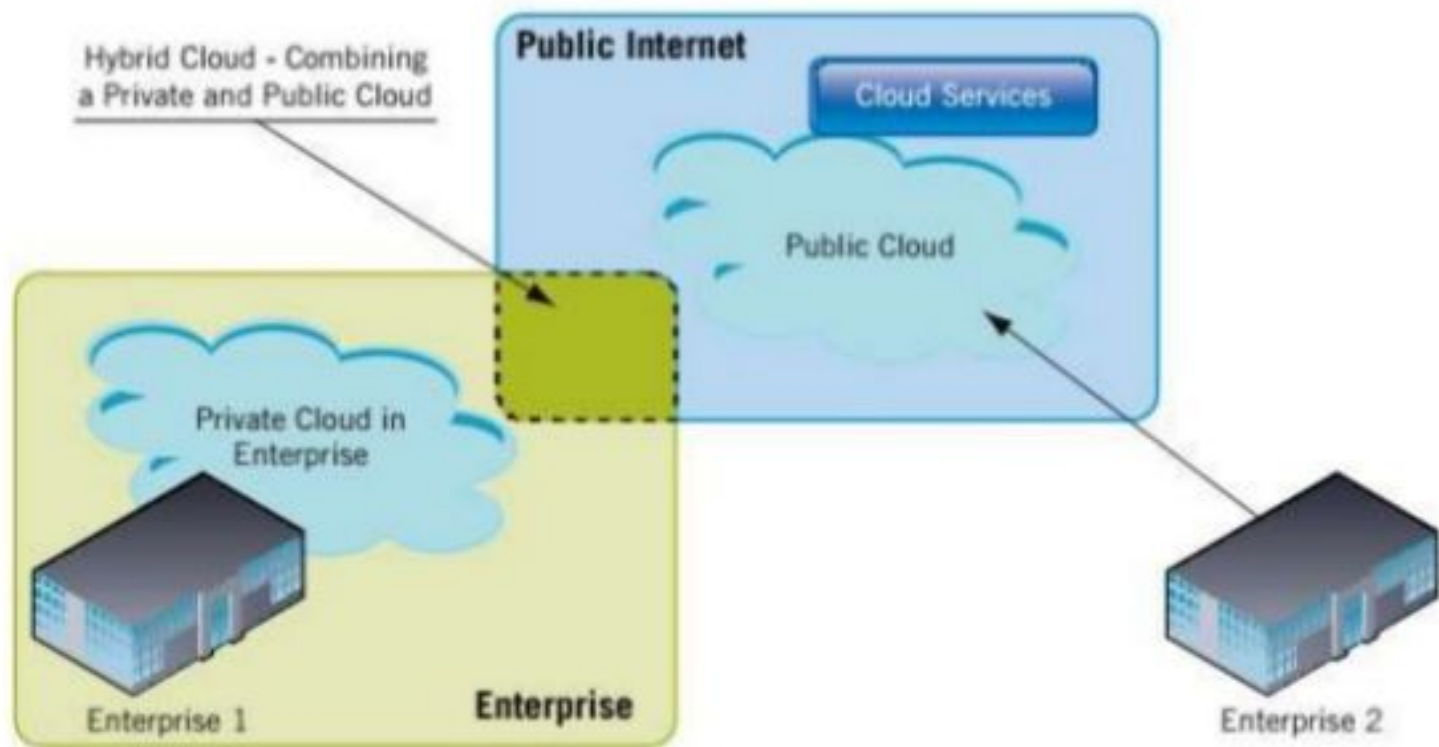 Hybrid Cloud - Combining
a Private and Public Cloud
Public Internet
Cloud Services
Public Cloud
Private Cloud in
Enterprise
Enterprise 1
Enterprise
Enterprise 2